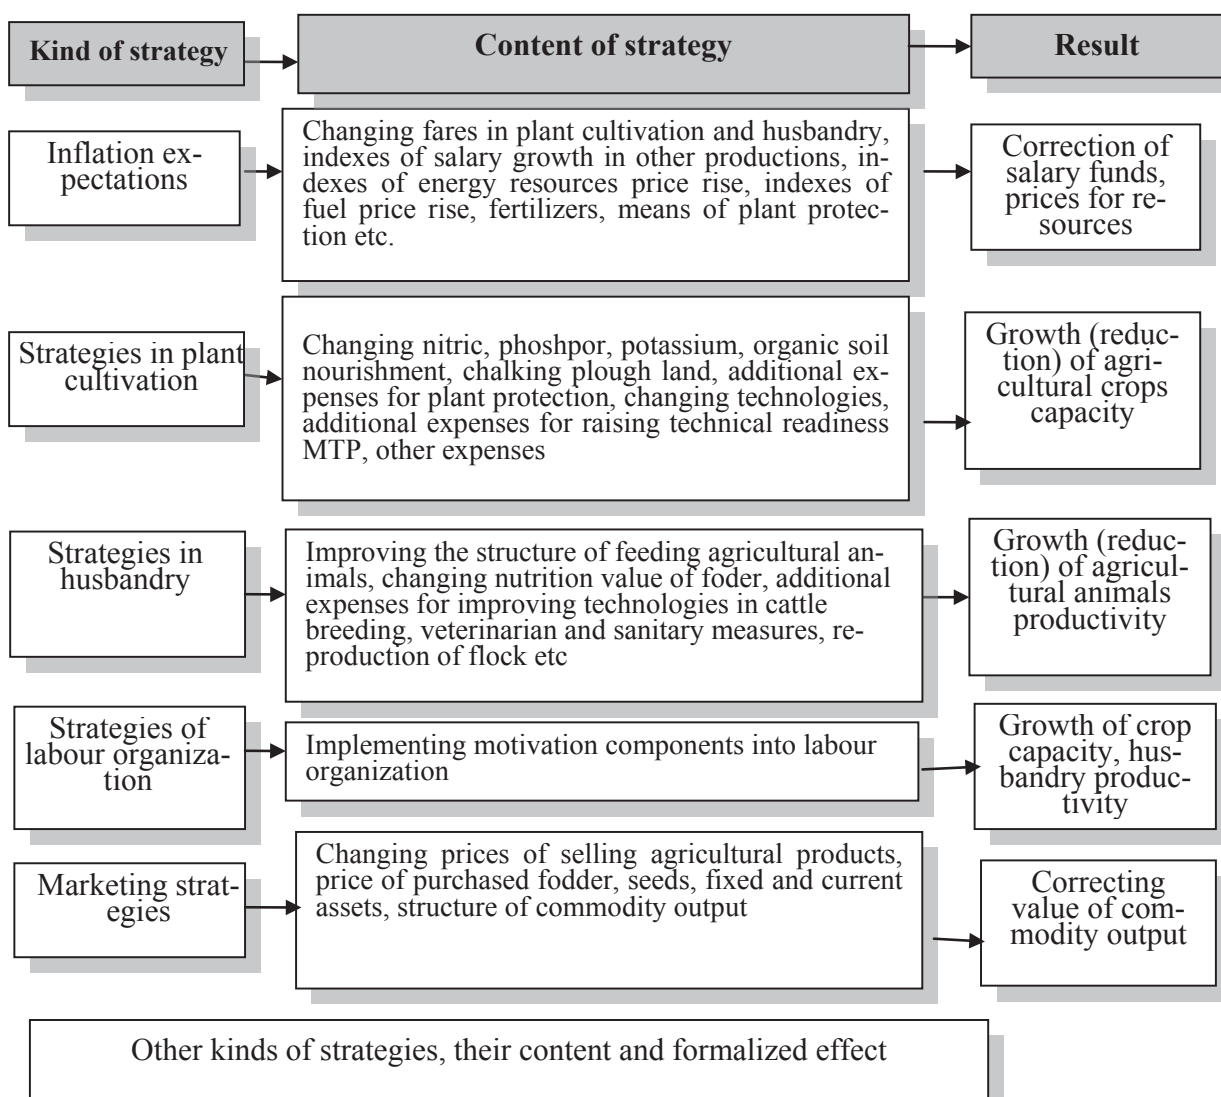 Kind of strategy
Content of strategy
Result
Inflation ex-
pectations
Changing fares in plant cultivation and husbandry,
indexes of salary growth in other productions, in-
dexes of energy resources price rise, indexes of
fuel price rise, fertilizers, means of plant protec-
tion etc.
Correction of
salary funds,
prices for re-
sources
Strategies in plant
cultivation
Changing nitric, phoshpor, potassium, organic soil
nourishment, chalking plough land, additional ex-
penses for plant protection, changing technologies,
additional expenses for raising technical readiness
MTP, other expenses
Growth (reduc-
tion) of agri-
cultural crops
capacity
Strategies in
husbandry
Improving the structure of feeding agricultural an-
imals, changing nutrition value of foder, additional
expenses for improving technologies in cattle
breeding, veterinarian and sanitary measures, re-
production of flock etc
Growth (reduc-
tion) of agricul-
tural animals
productivity
Strategies of
labour organiza-
tion
Implementing motivation components into labour
organization
Growth of crop
capacity, hus-
bandry produc-
tivity
Marketing strat-
egies
Changing prices of selling agricultural products,
price of purchased fodder, seeds, fixed and current
assets, structure of commodity output
Correcting
value of com-
modity output
Other kinds of strategies, their content and formalized effect